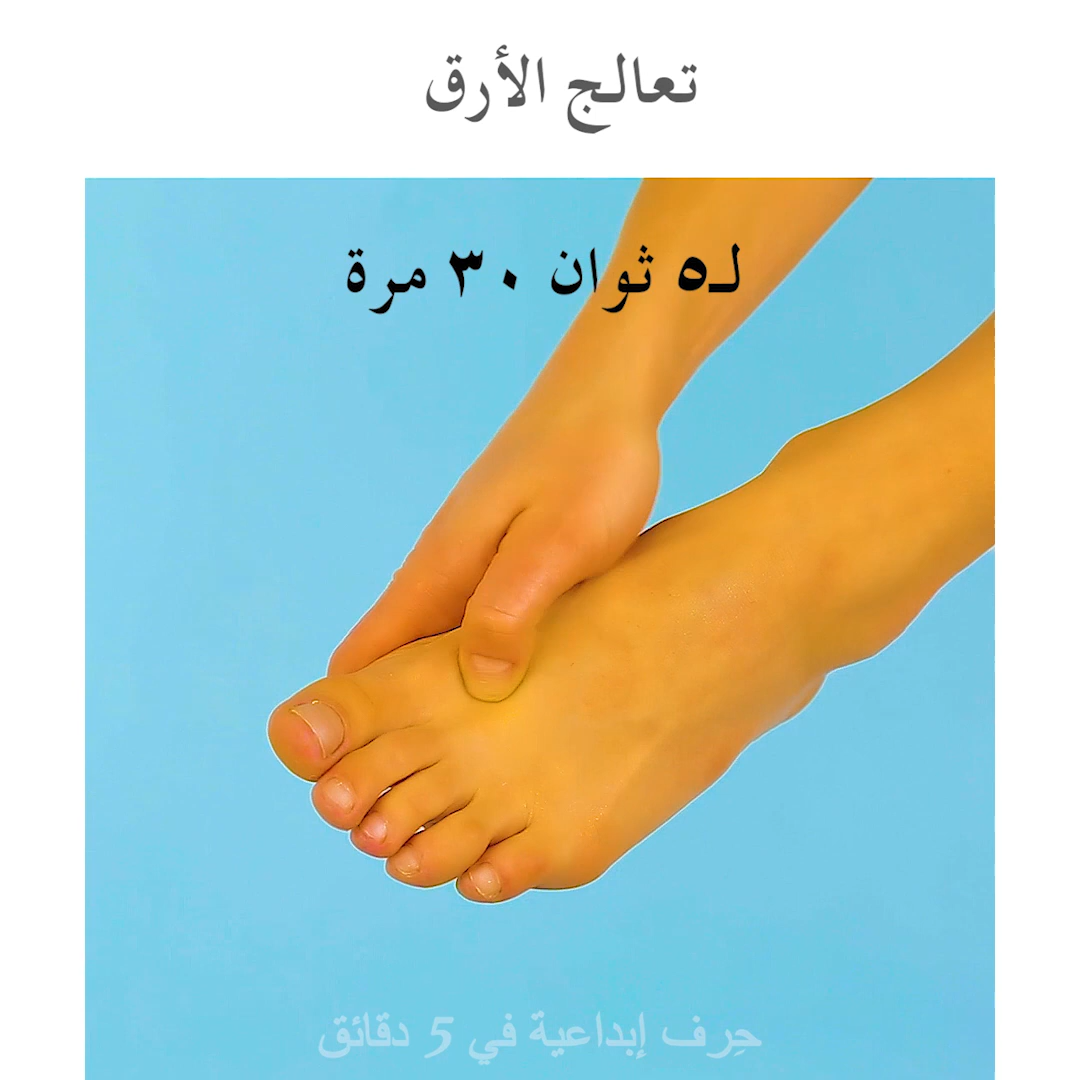 تعالج الأرق
لـ٥ ثوان ٣٠ مرة
حِرف إبداعية في 5 دقائق